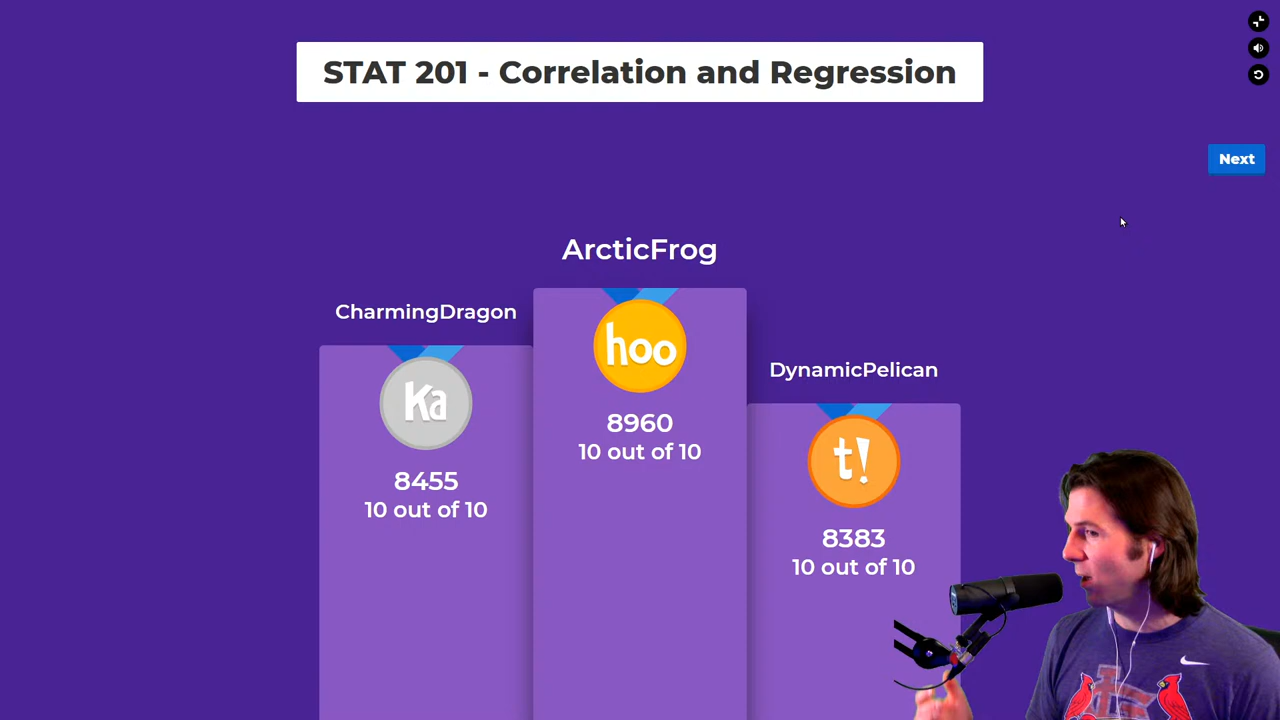 STAT 201 - Correlation and Regression
Next
ArcticFrog
CharmingDragon
DynamicPelican
hoo
8960
10 out of 10
Ka
8455
10 out of 10
t!
8383
10 out of 10